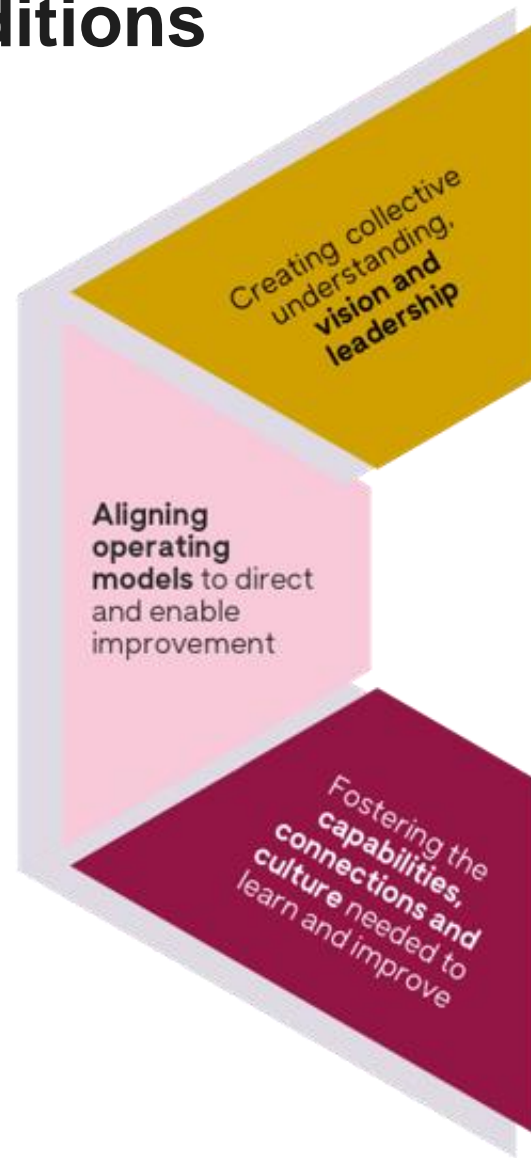 ditions
Creating collective
understanding,
vision and
leadership
Aligning
operating
models to direct
and enable
improvement
Fostering the
capabilities,
connections and
culture needed to
learn and improve